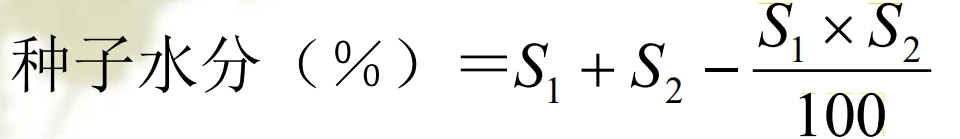 种子水分（%）=S₁ + S₂ − (S₁ × S₂)/100